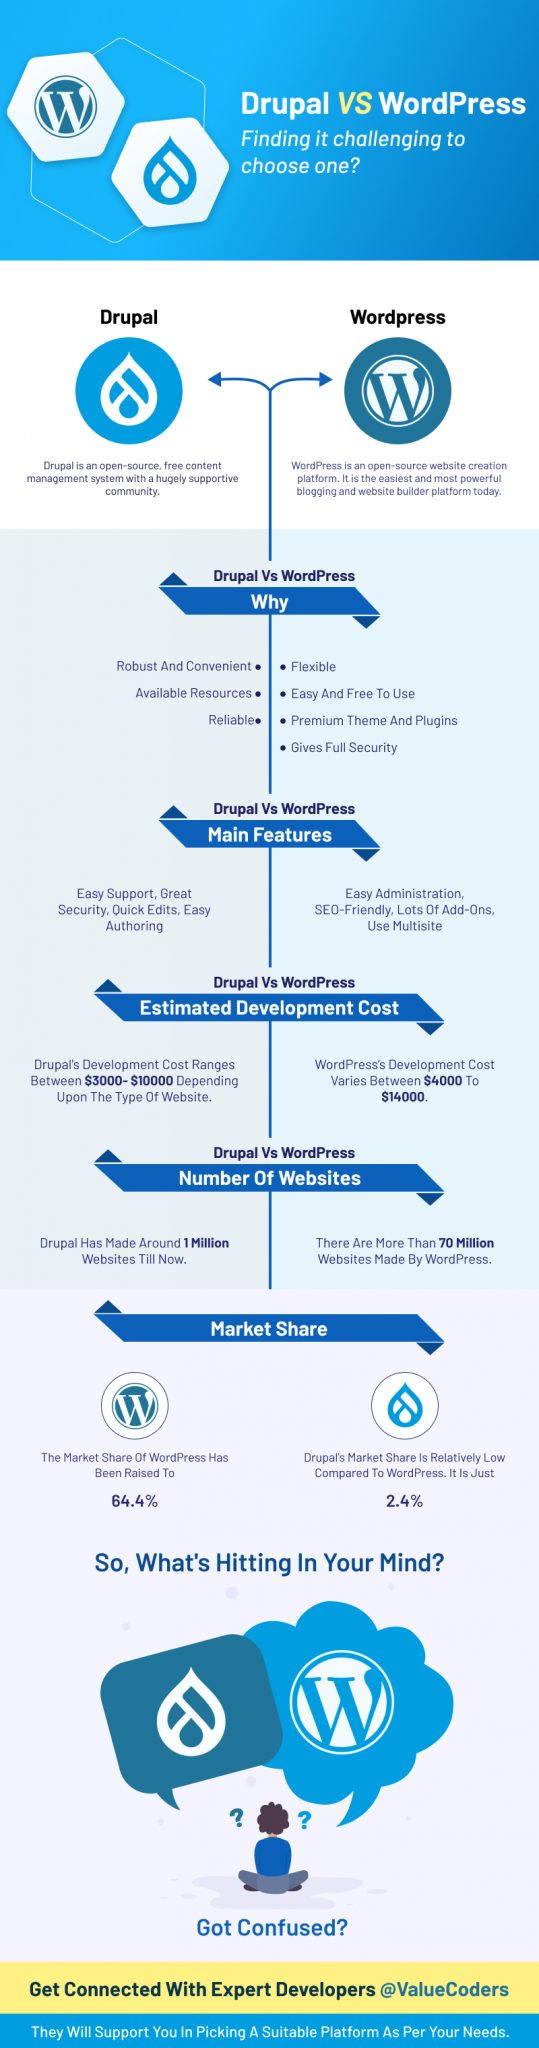 Drupal VS WordPress
Finding it challenging to
choose one?
Drupal
Drupal is an open-source, free content
management system with a hugely supportive
community.
Wordpress
WordPress is an open-source website creation
platform. It is the easiest and most powerful
blogging and website builder platform today.
Drupal Vs WordPress
Why
Robust And Convenient
Available Resources
Reliable
Flexible
Easy And Free To Use
Premium Theme And Plugins
Gives Full Security
Drupal Vs WordPress
Main Features
Easy Support, Great
Security, Quick Edits, Easy
Authoring
Easy Administration,
SEO-Friendly, Lots Of Add-Ons,
Use Multisite
Drupal Vs WordPress
Estimated Development Cost
Drupal's Development Cost Ranges
Between $3000- $10000 Depending
Upon The Type Of Website.
WordPress's Development Cost
Varies Between $4000 To
$14000.
Drupal Vs WordPress
Number Of Websites
Drupal Has Made Around 1 Million
Websites Till Now.
There Are More Than 70 Million
Websites Made By WordPress.
Market Share
The Market Share Of WordPress Has
Been Raised To
64.4%
Drupal's Market Share Is Relatively Low
Compared To WordPress. It Is Just
2.4%
So, What's Hitting In Your Mind?
? ?
Got Confused?
Get Connected With Expert Developers @ValueCoders
They Will Support You In Picking A Suitable Platform As Per Your Needs.